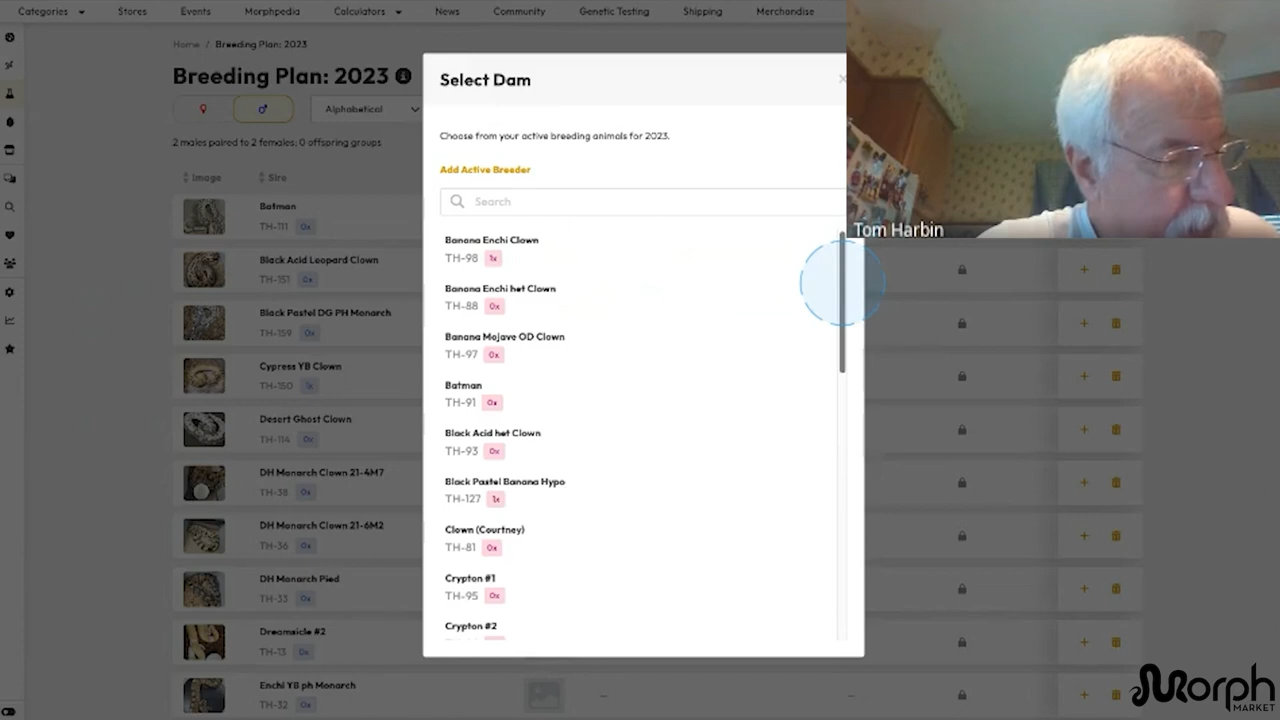 Categories
Stores
Events
Morphpedia
Calculators
News
Community
Genetic Testing
Shipping
Merchandise
Home / Breeding Plan: 2023
Breeding Plan: 2023
Alphabetical
2 males paired to 2 females; 0 offspring groups
Image
Sire
Batman
TH-111 0x
Black Acid Leopard Clown
TH-151 0x
Black Pastel DG PH Monarch
TH-159 0x
Cypress YB Clown
TH-150 1x
Desert Ghost Clown
TH-114 0x
DH Monarch Clown 21-4M7
TH-38 0x
DH Monarch Clown 21-6M2
TH-36 0x
DH Monarch Pied
TH-33 0x
Dreamsicle #2
TH-13 0x
Enchi YB ph Monarch
TH-32 0x
Select Dam
Choose from your active breeding animals for 2023.
Add Active Breeder
Search
Banana Enchi Clown
TH-98 1x
Banana Enchi het Clown
TH-88 0x
Banana Mojave OD Clown
TH-97 0x
Batman
TH-91 0x
Black Acid het Clown
TH-93 0x
Black Pastel Banana Hypo
TH-127 1x
Clown (Courtney)
TH-81 0x
Crypton #1
TH-95 0x
Crypton #2
Tom Harbin
Morph
MARKET